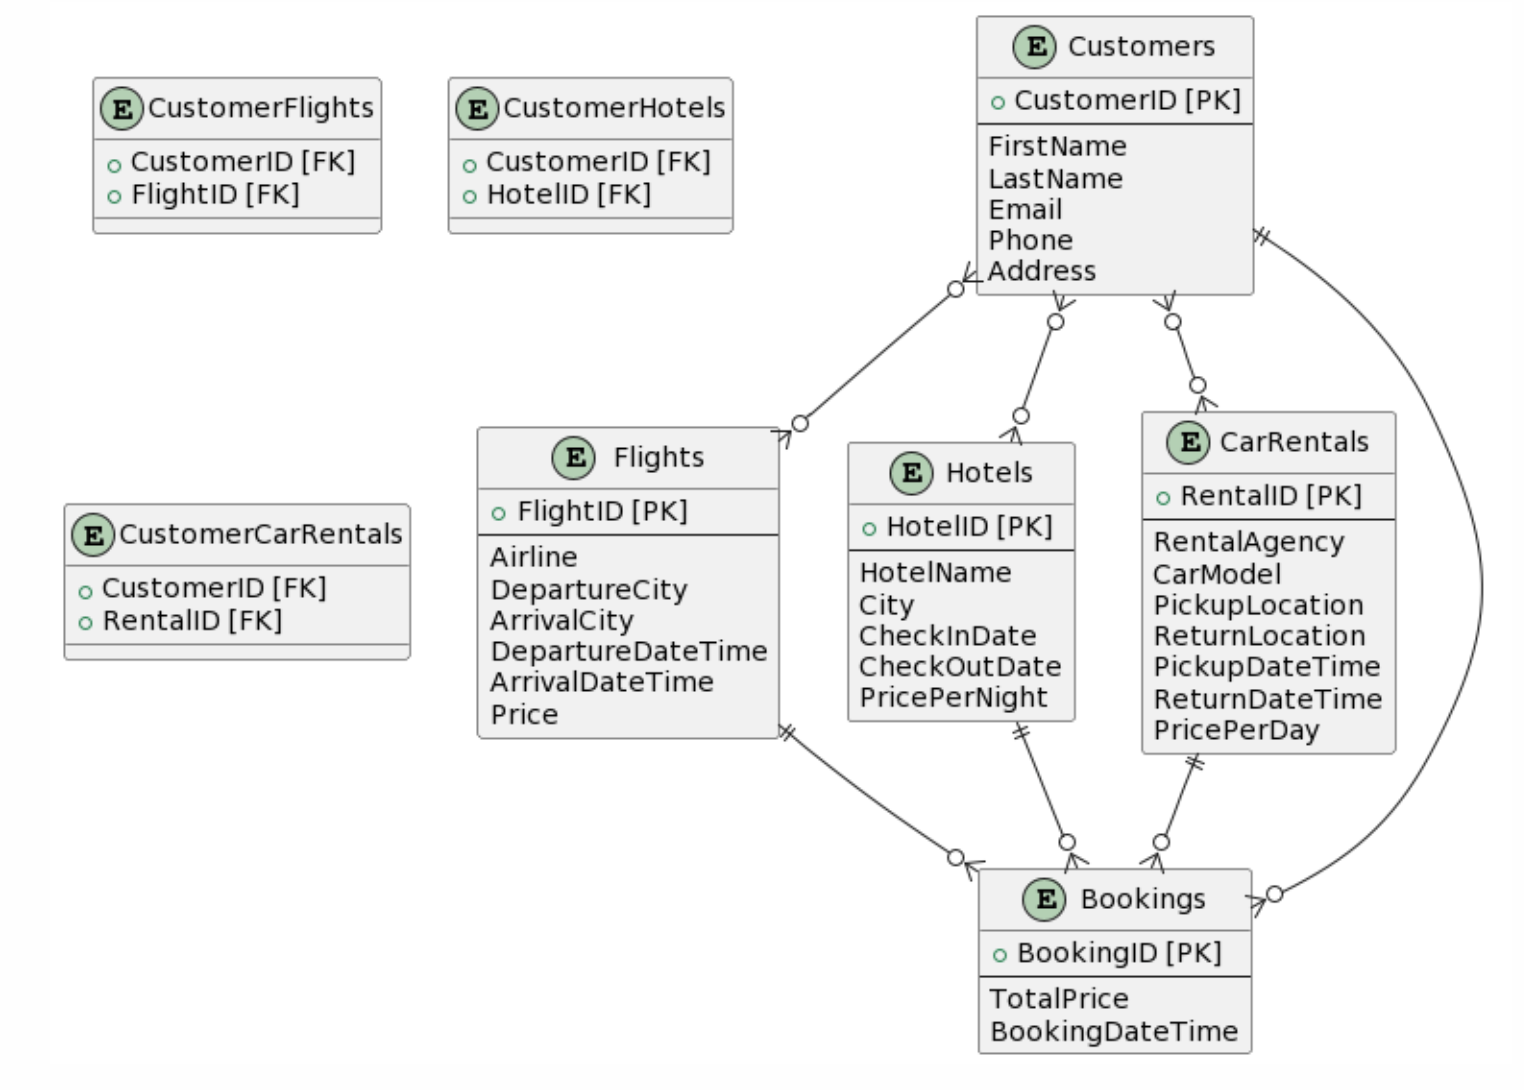 E Customers
CustomerID [PK]
FirstName
LastName
Email
Phone
Address
E CustomerFlights
CustomerID [FK]
FlightID [FK]
E CustomerHotels
CustomerID [FK]
HotelID [FK]
E Flights
FlightID [PK]
Airline
DepartureCity
ArrivalCity
DepartureDateTime
ArrivalDateTime
Price
E Hotels
HotelID [PK]
HotelName
City
CheckInDate
CheckOutDate
PricePerNight
E CarRentals
RentalID [PK]
RentalAgency
CarModel
PickupLocation
ReturnLocation
PickupDateTime
ReturnDateTime
PricePerDay
E CustomerCarRentals
CustomerID [FK]
RentalID [FK]
E Bookings
BookingID [PK]
TotalPrice
BookingDateTime